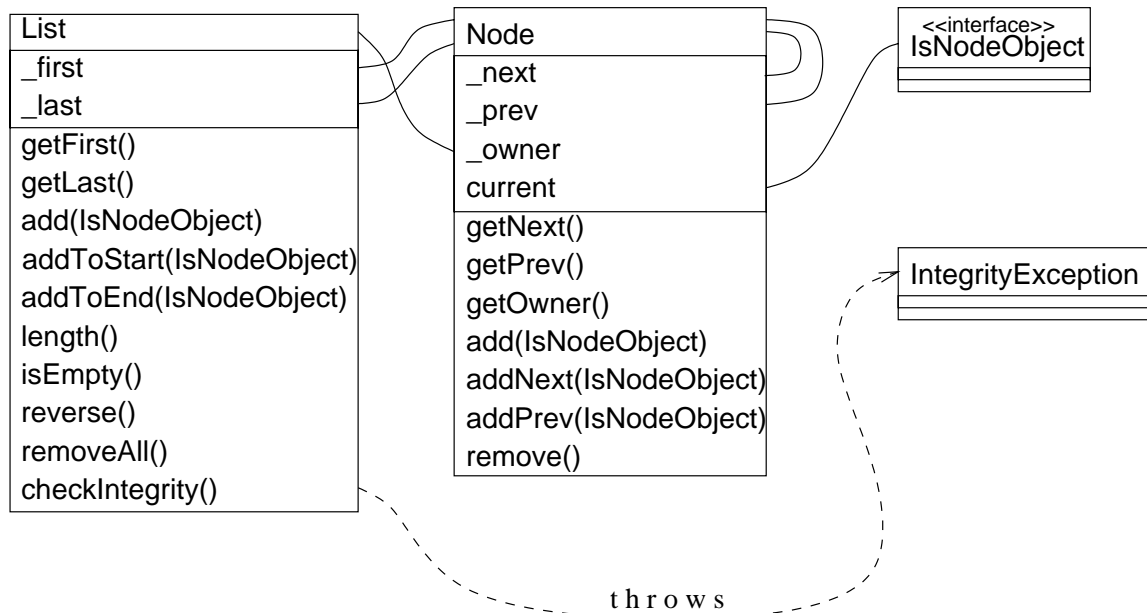 List
_first
_last
getFirst()
getLast()
add(IsNodeObject)
addToStart(IsNodeObject)
addToEnd(IsNodeObject)
length()
isEmpty()
reverse()
removeAll()
checkIntegrity()
Node
_next
_prev
_owner
current
getNext()
getPrev()
getOwner()
add(IsNodeObject)
addNext(IsNodeObject)
addPrev(IsNodeObject)
remove()
<<interface>>
IsNodeObject
IntegrityException
throws